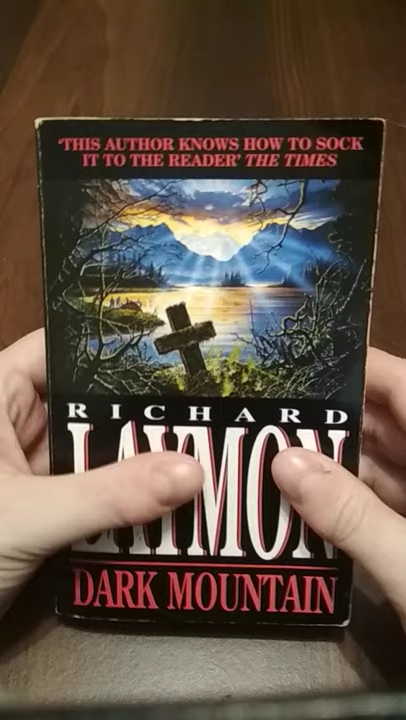 'THIS AUTHOR KNOWS HOW TO SOCK
IT TO THE READER' THE TIMES
RICHARD
LAYMON
DARK MOUNTAIN